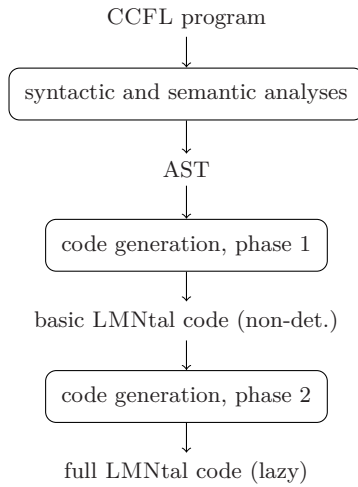 CCFL program
syntactic and semantic analyses
AST
code generation, phase 1
basic LMNtal code (non-det.)
code generation, phase 2
full LMNtal code (lazy)